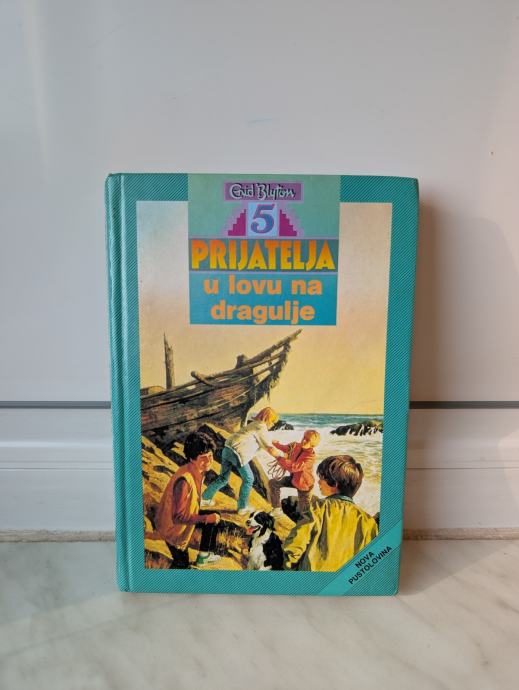 Enid Blyton
5
PRIJATELJA
u lovu na
dragulje
NOVA
PUSTOLOVINA